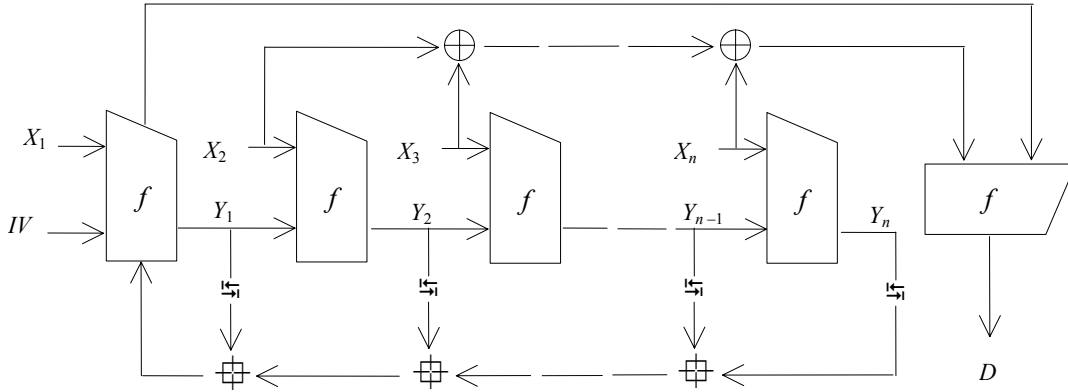 X₁
X₂
X₃
Xₙ
f
f
f
f
f
IV
Y₁
Y₂
Yₙ₋₁
Yₙ
D